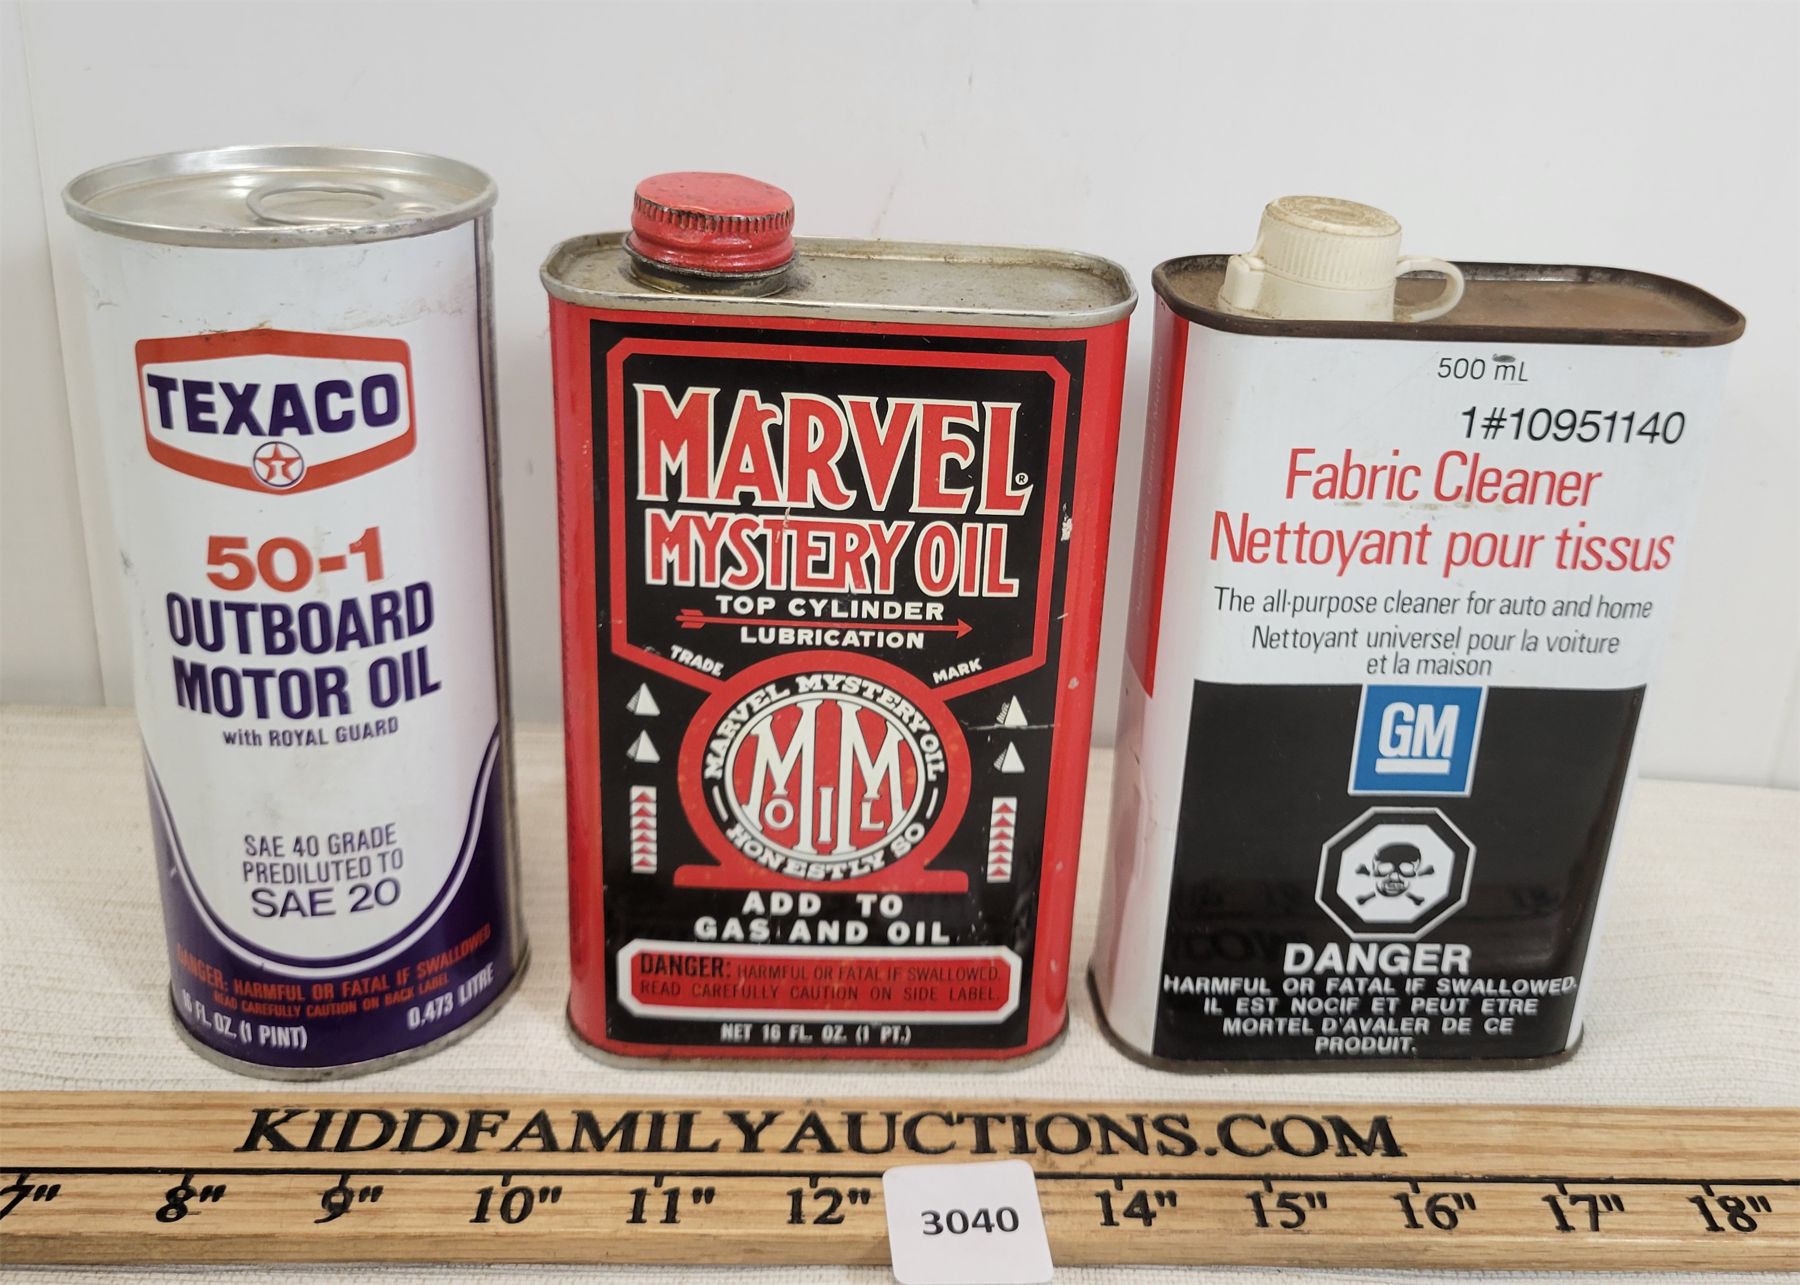 TEXACO
T
50-1
OUTBOARD
MOTOR OIL
with ROYAL GUARD
SAE 40 GRADE
PREDILUTED TO
SAE 20
DANGER: HARMFUL OR FATAL IF SWALLOWED
READ CAREFULLY CAUTION ON BACK LABEL
16 FL. OZ. (1 PINT)
0.473 LITRE
MARVEL®
MYSTERY OIL
TOP CYLINDER
LUBRICATION
TRADE MARK
MARVEL MYSTERY OIL
MM
OIL
HONESTLY SO
ADD TO
GAS AND OIL
DANGER: HARMFUL OR FATAL IF SWALLOWED.
READ CAREFULLY CAUTION ON SIDE LABEL.
NET 16 FL. OZ. (1 PT.)
500 mL
1#10951140
Fabric Cleaner
Nettoyant pour tissus
The all-purpose cleaner for auto and home
Nettoyant universel pour la voiture
et la maison
GM
DANGER
HARMFUL OR FATAL IF SWALLOWED.
IL EST NOCIF ET PEUT ETRE
MORTEL D'AVALER DE CE
PRODUIT.
KIDDFAMILYAUCTIONS.COM
7" 8" 9" 10" 11" 12" 14" 15" 16" 17" 18"
3040